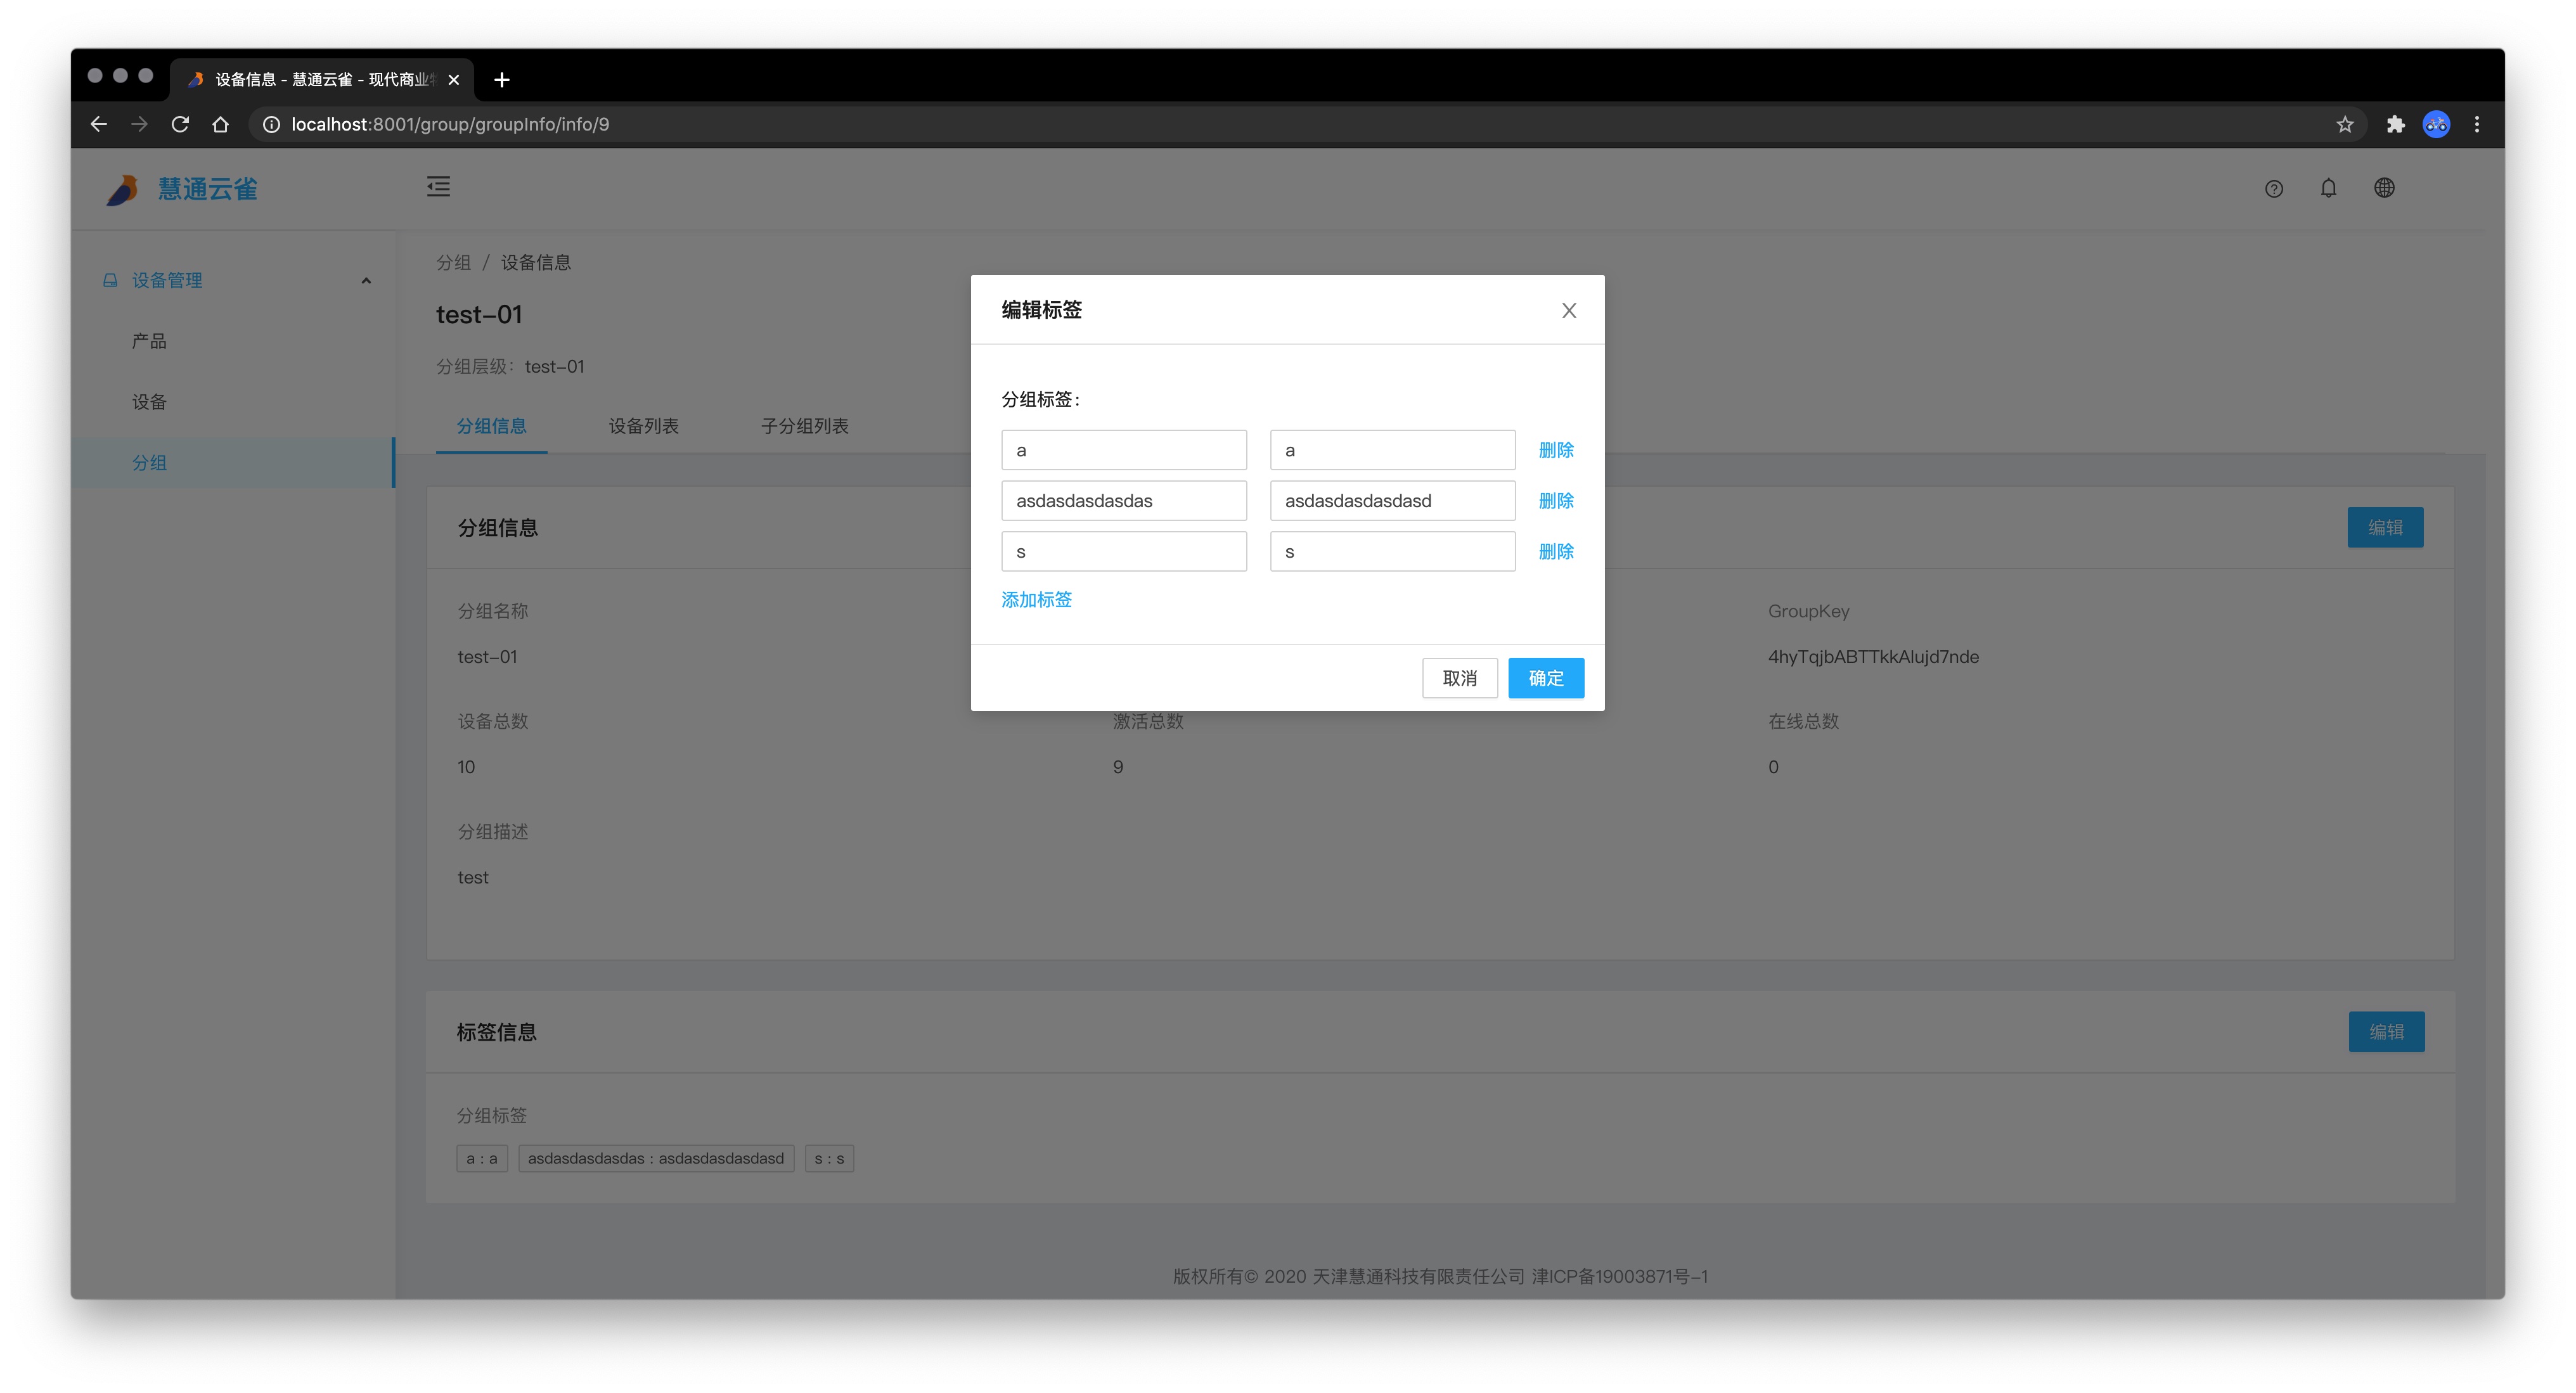 设备信息 - 慧通云雀 - 现代商业
localhost:8001/group/groupInfo/info/9
慧通云雀
设备管理
产品
设备
分组
分组 / 设备信息
test-01
分组层级：test-01
分组信息 设备列表 子分组列表
编辑标签
分组标签：
a a 删除
asdasdasdasdas asdasdasdasdasd 删除
s s 删除
添加标签
取消 确定
分组信息 编辑
分组名称 GroupKey
test-01 4hyTqjbABTTkkAlujd7nde
设备总数 激活总数 在线总数
10 9 0
分组描述
test
标签信息 编辑
分组标签
a : a asdasdasdasdas : asdasdasdasdasd s : s
版权所有© 2020 天津慧通科技有限责任公司 津ICP备19003871号-1